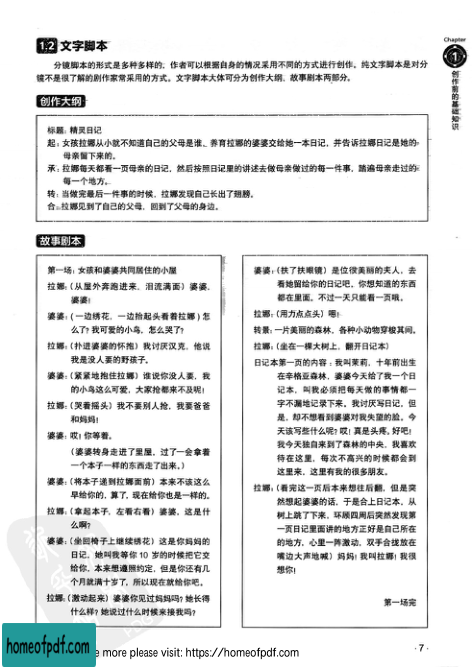 1.2 文字脚本
分镜脚本的形式是多种多样的，作者可以根据自身的情况采用不同的方式进行创作。纯文字脚本是对分
镜不是很了解的剧作家常采用的方式。文字脚本大体可分为创作大纲、故事剧本两部分。
创作大纲
标题：精灵日记
起：女孩拉娜从小就不知道自己的父母是谁。养育拉娜的婆婆交给她一本日记，并告诉拉娜日记是她的
母亲留下来的。
承：拉娜每天都看一页母亲的日记，然后按照日记里的讲述去做母亲做过的每一件事，踏遍母亲走过的
每一个地方。
转：当做完最后一件事的时候，拉娜发现自己长出了翅膀。
合：拉娜见到了自己的父母，回到了父母的身边。
故事剧本
第一场：女孩和婆婆共同居住的小屋
拉娜：（从屋外奔跑进来，泪流满面）婆婆，
婆婆！
婆婆：（一边绣花，一边抬起头看着拉娜）怎
么了？我可爱的小鸟，怎么哭了？
拉娜：（扑进婆婆的怀抱）我讨厌汉克，他说
我是没人要的野孩子。
婆婆：（紧紧地抱住拉娜）谁说你没人要，我
的小鸟这么可爱，大家抢都来不及呢！
拉娜：（哭着摇头）我不要别人抢，我要爸爸
和妈妈！
婆婆：哎！你等着。
（婆婆转身走进了里屋，过了一会拿着
一个本子一样的东西走了出来。）
婆婆：（将本子递到拉娜面前）本来不该这么
早给你的，算了，现在给你也是一样的。
拉娜：（拿起本子，左看右看）婆婆，这是什
么啊？
婆婆：（坐回椅子上继续绣花）这是你妈妈的
日记，她叫我等你 10 岁的时候把它交
给你，本来想遵照约定，但是你还有几
个月就满十岁了，所以现在就给你吧。
拉娜：（激动起来）婆婆你见过妈妈吗？她长得
什么样？她说过什么时候来接我吗？
婆婆：（扶了扶眼镜）是位很美丽的夫人，去
看她留给你的日记吧，你想知道的东西
都在里面，不过一天只能看一页哦。
拉娜：（用力点点头）嗯！
转景：一片美丽的森林，各种小动物穿梭其间。
拉娜：（坐在一棵大树上，翻开日记本）
日记本第一页的内容：我叫茉莉，十年前出生
在辛格亚森林，婆婆今天给了我一个日
记本，叫我必须把每天做的事情都一
字不漏地记录下来。我讨厌写日记，但
是，却不想看到婆婆对我失望的脸。今
天该写些什么呢？哎！真是头疼。好吧！
我今天独自来到了森林的中央，我喜欢
待在这里，每次不高兴的时候都会到
这里来，这里有我的很多朋友。
拉娜：（看完这一页后本来想往后翻，但是突
然想起婆婆的话，于是合上日记本，从
树上跳了下来，环顾四周后突然发现第
一页日记里面讲的地方正好是自己所在
的地方，心里一阵激动，双手合拢放在
嘴边大声地喊）妈妈！我叫拉娜！我很
想你！
第一场完
Chapter
1
创作前的基础知识
homeofpdf.com
e more please visit: https://homeofpdf.com
·7·